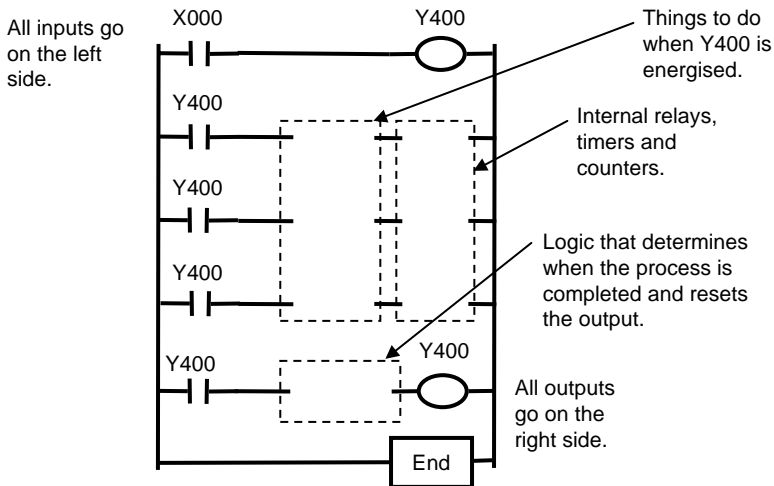 All inputs go
on the left
side.
X000
Y400
Things to do
when Y400 is
energised.
Y400
Internal relays,
timers and
counters.
Y400
Logic that determines
when the process is
completed and resets
the output.
Y400
Y400
Y400
All outputs
go on the
right side.
End